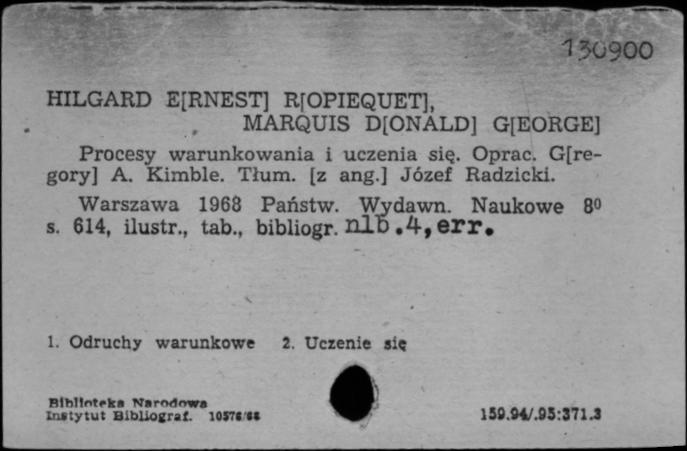 130900
HILGARD E[RNEST] R[OPIEQUET],
MARQUIS D[ONALD] G[EORGE]
Procesy warunkowania i uczenia się. Oprac. G[re-
gory] A. Kimble. Tłum. [z ang.] Józef Radzicki.
Warszawa 1968 Państw. Wydawn. Naukowe 8⁰
s. 614, ilustr., tab., bibliogr. nlb.4,err.
1. Odruchy warunkowe 2. Uczenie się
Biblioteka Narodowa
Instytut Bibliograf. 10576/68
159.94/.95:371.3